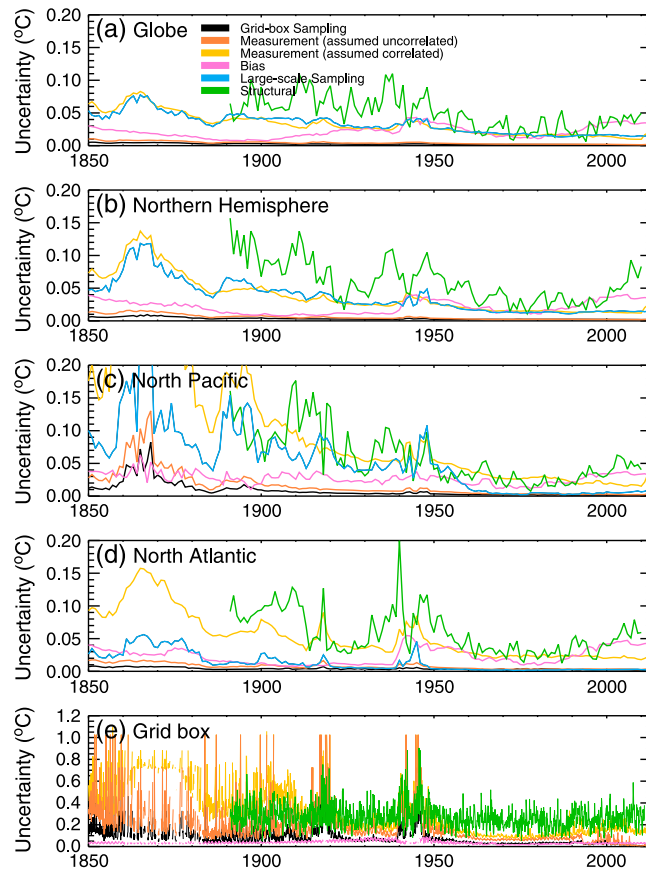 (a) Globe
Grid-box Sampling
Measurement (assumed uncorrelated)
Measurement (assumed correlated)
Bias
Large-scale Sampling
Structural
Uncertainty (ºC)
0.20
0.15
0.10
0.05
0.00
1850 1900 1950 2000
(b) Northern Hemisphere
Uncertainty (ºC)
0.20
0.15
0.10
0.05
0.00
1850 1900 1950 2000
(c) North Pacific
Uncertainty (ºC)
0.20
0.15
0.10
0.05
0.00
1850 1900 1950 2000
(d) North Atlantic
Uncertainty (ºC)
0.20
0.15
0.10
0.05
0.00
1850 1900 1950 2000
(e) Grid box
Uncertainty (ºC)
1.2
1.0
0.8
0.6
0.4
0.2
0.0
1850 1900 1950 2000